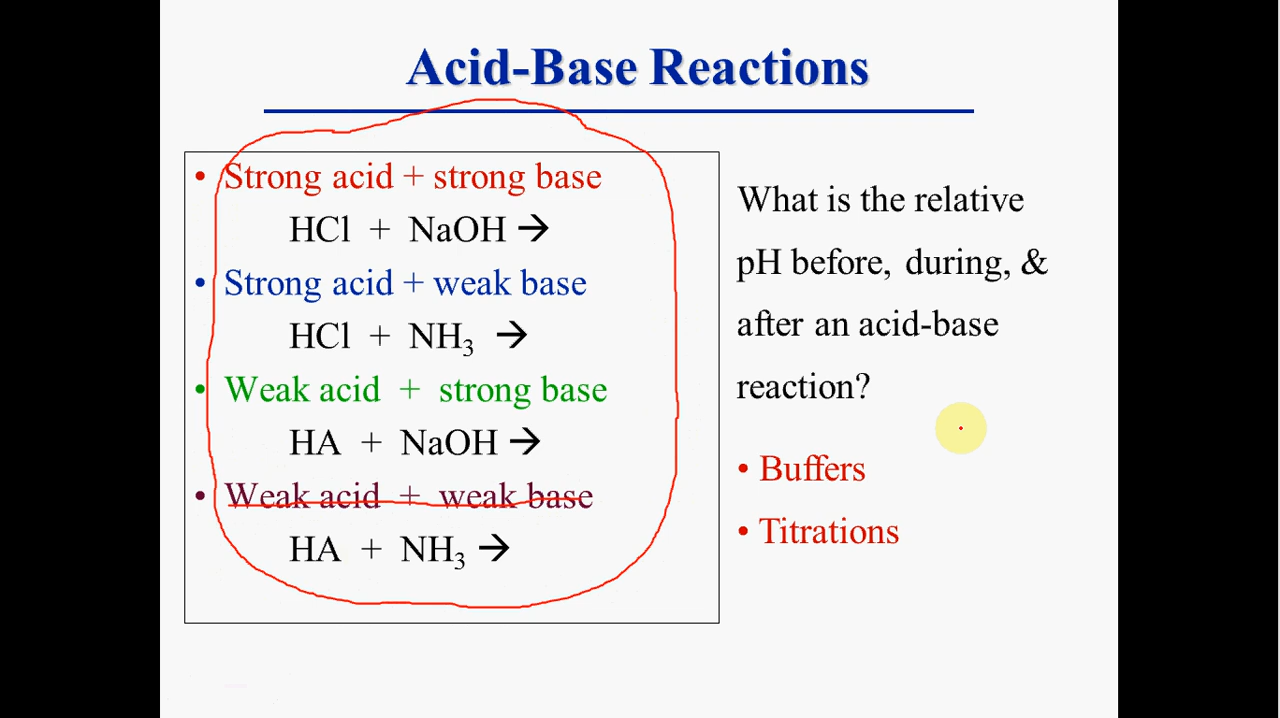 Acid-Base Reactions
• Strong acid + strong base
HCl + NaOH →
• Strong acid + weak base
HCl + NH₃ →
• Weak acid + strong base
HA + NaOH →
• Weak acid + weak base
HA + NH₃ →
What is the relative
pH before, during, &
after an acid-base
reaction?
• Buffers
• Titrations